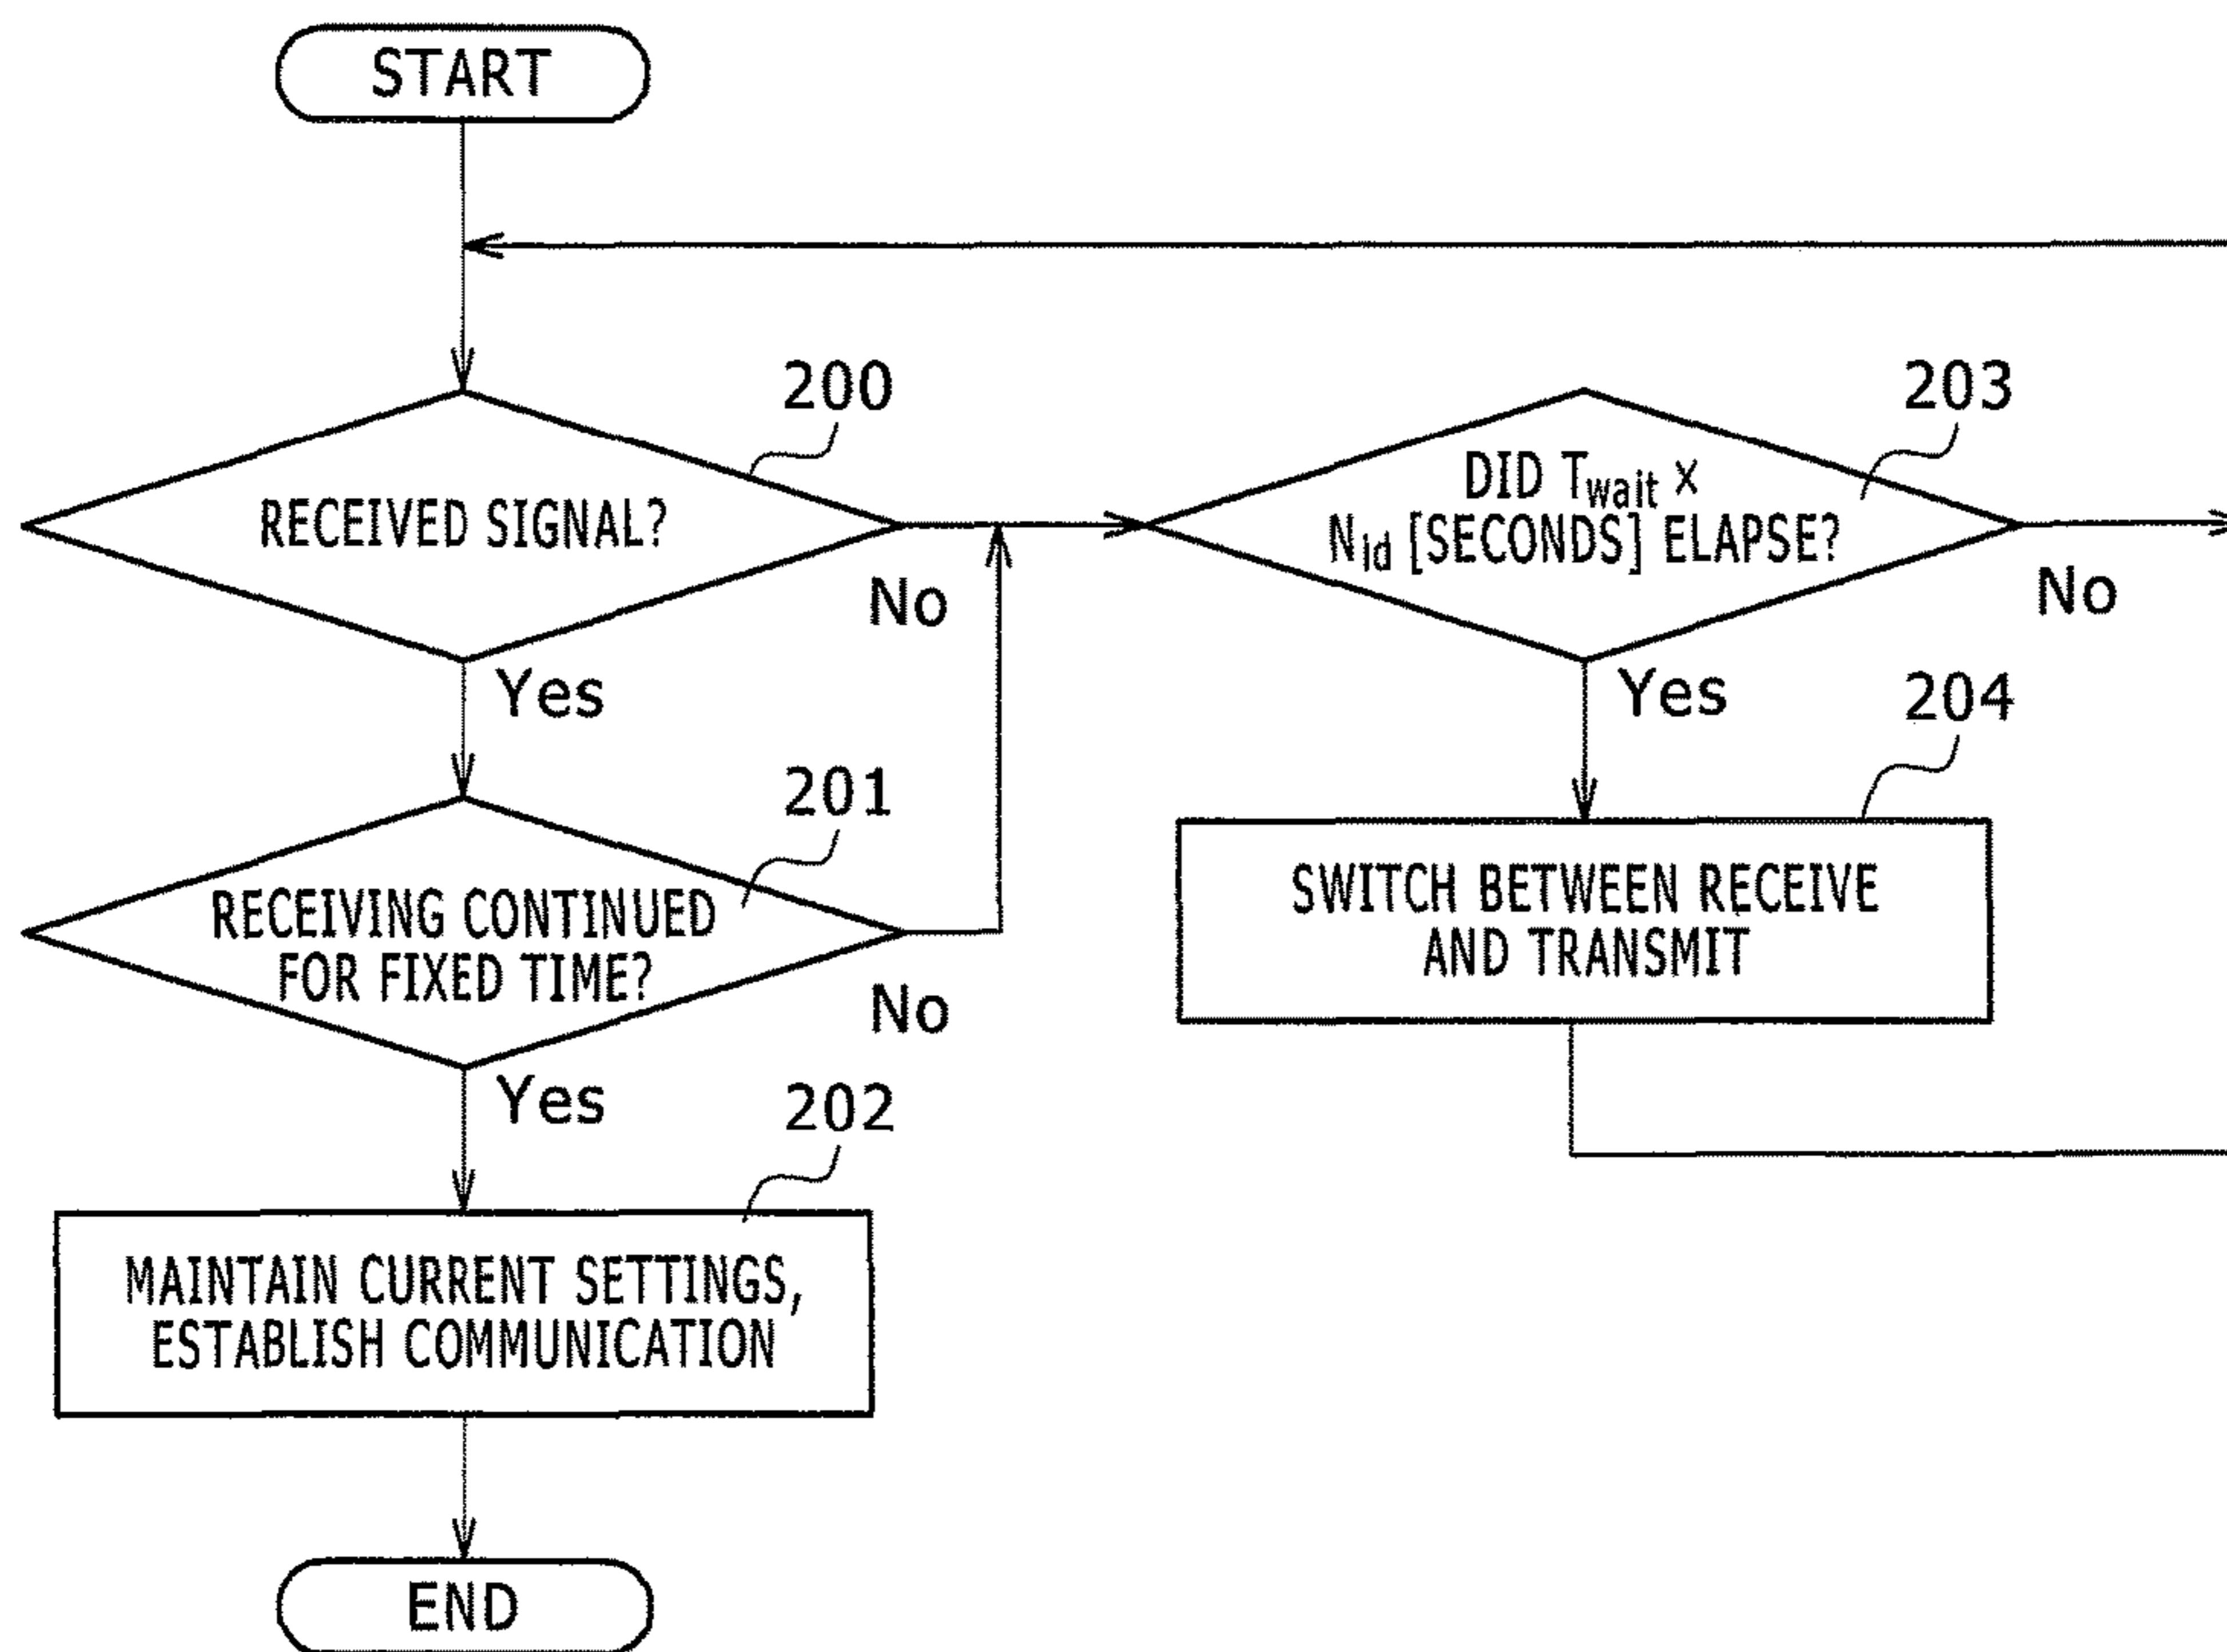 START
200
RECEIVED SIGNAL?
No
Yes
203
DID Twait ×
Nid [SECONDS] ELAPSE?
No
Yes
201
RECEIVING CONTINUED
FOR FIXED TIME?
No
Yes
204
SWITCH BETWEEN RECEIVE
AND TRANSMIT
202
MAINTAIN CURRENT SETTINGS,
ESTABLISH COMMUNICATION
END